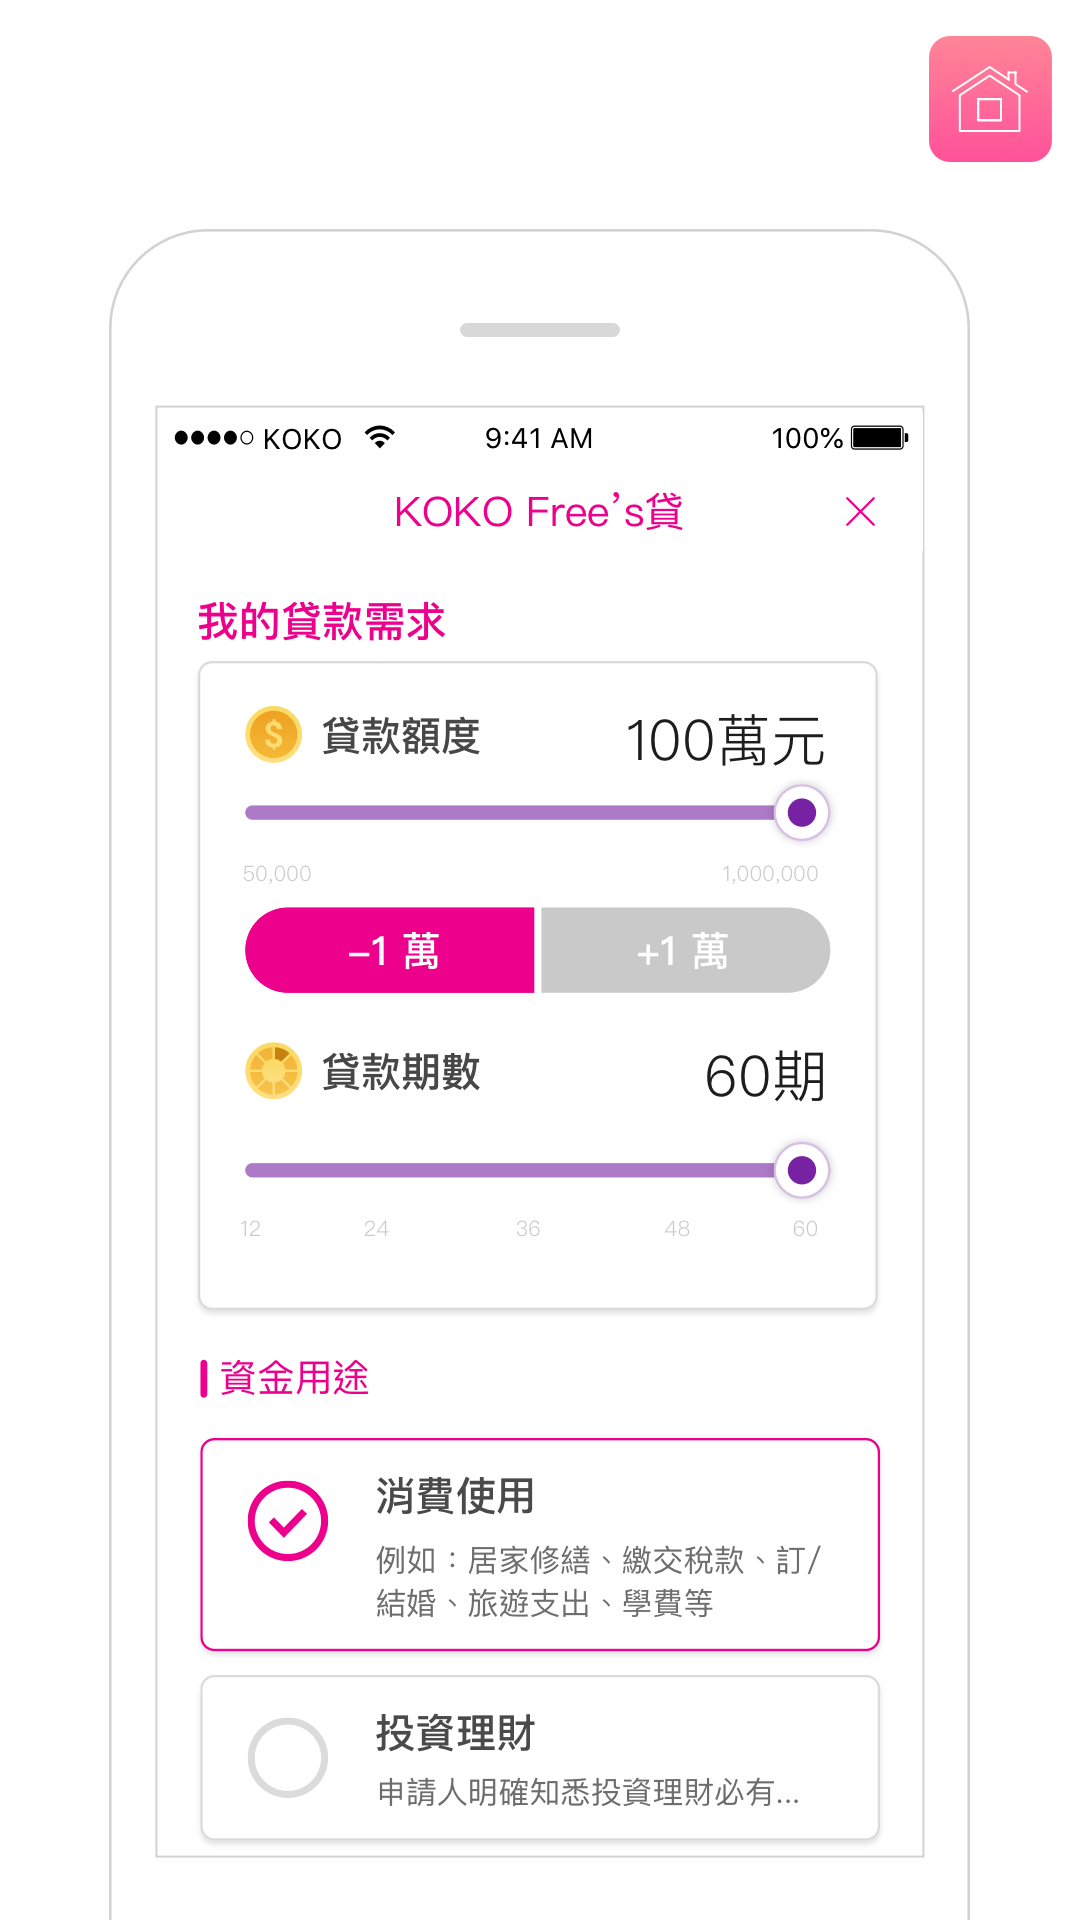 KOKO 9:41 AM 100%
KOKO Free’s貸
我的貸款需求
貸款額度 100萬元
50,000 1,000,000
–1 萬 +1 萬
貸款期數 60期
12 24 36 48 60
資金用途
消費使用
例如：居家修繕、繳交稅款、訂/
結婚、旅遊支出、學費等
投資理財
申請人明確知悉投資理財必有...